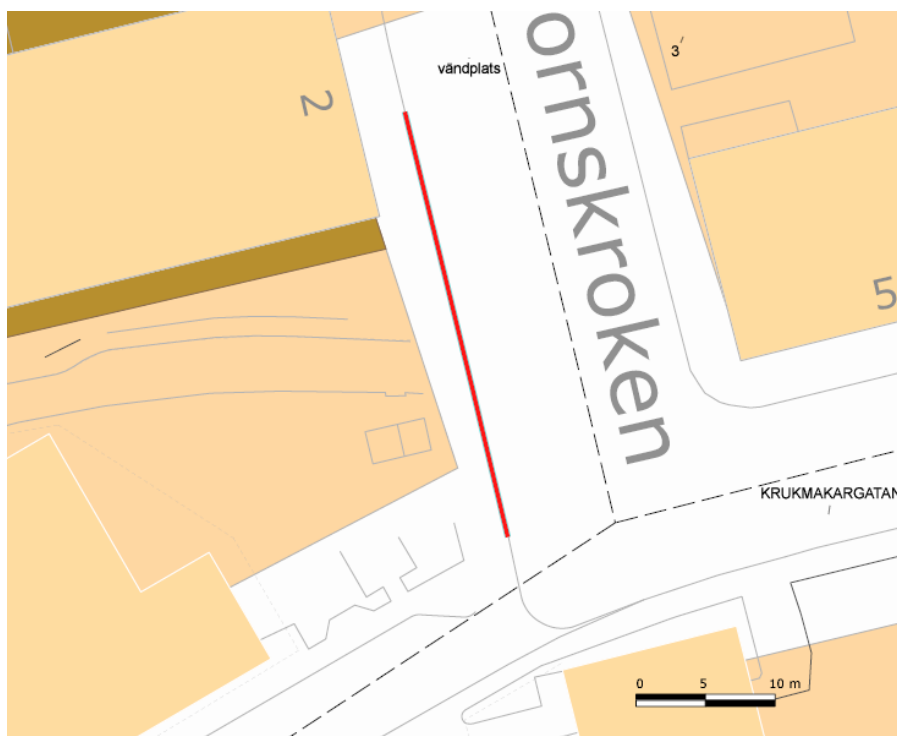 vändplats
2
3
ornskroken
5
KRUKMAKARGATAN
0 5 10 m